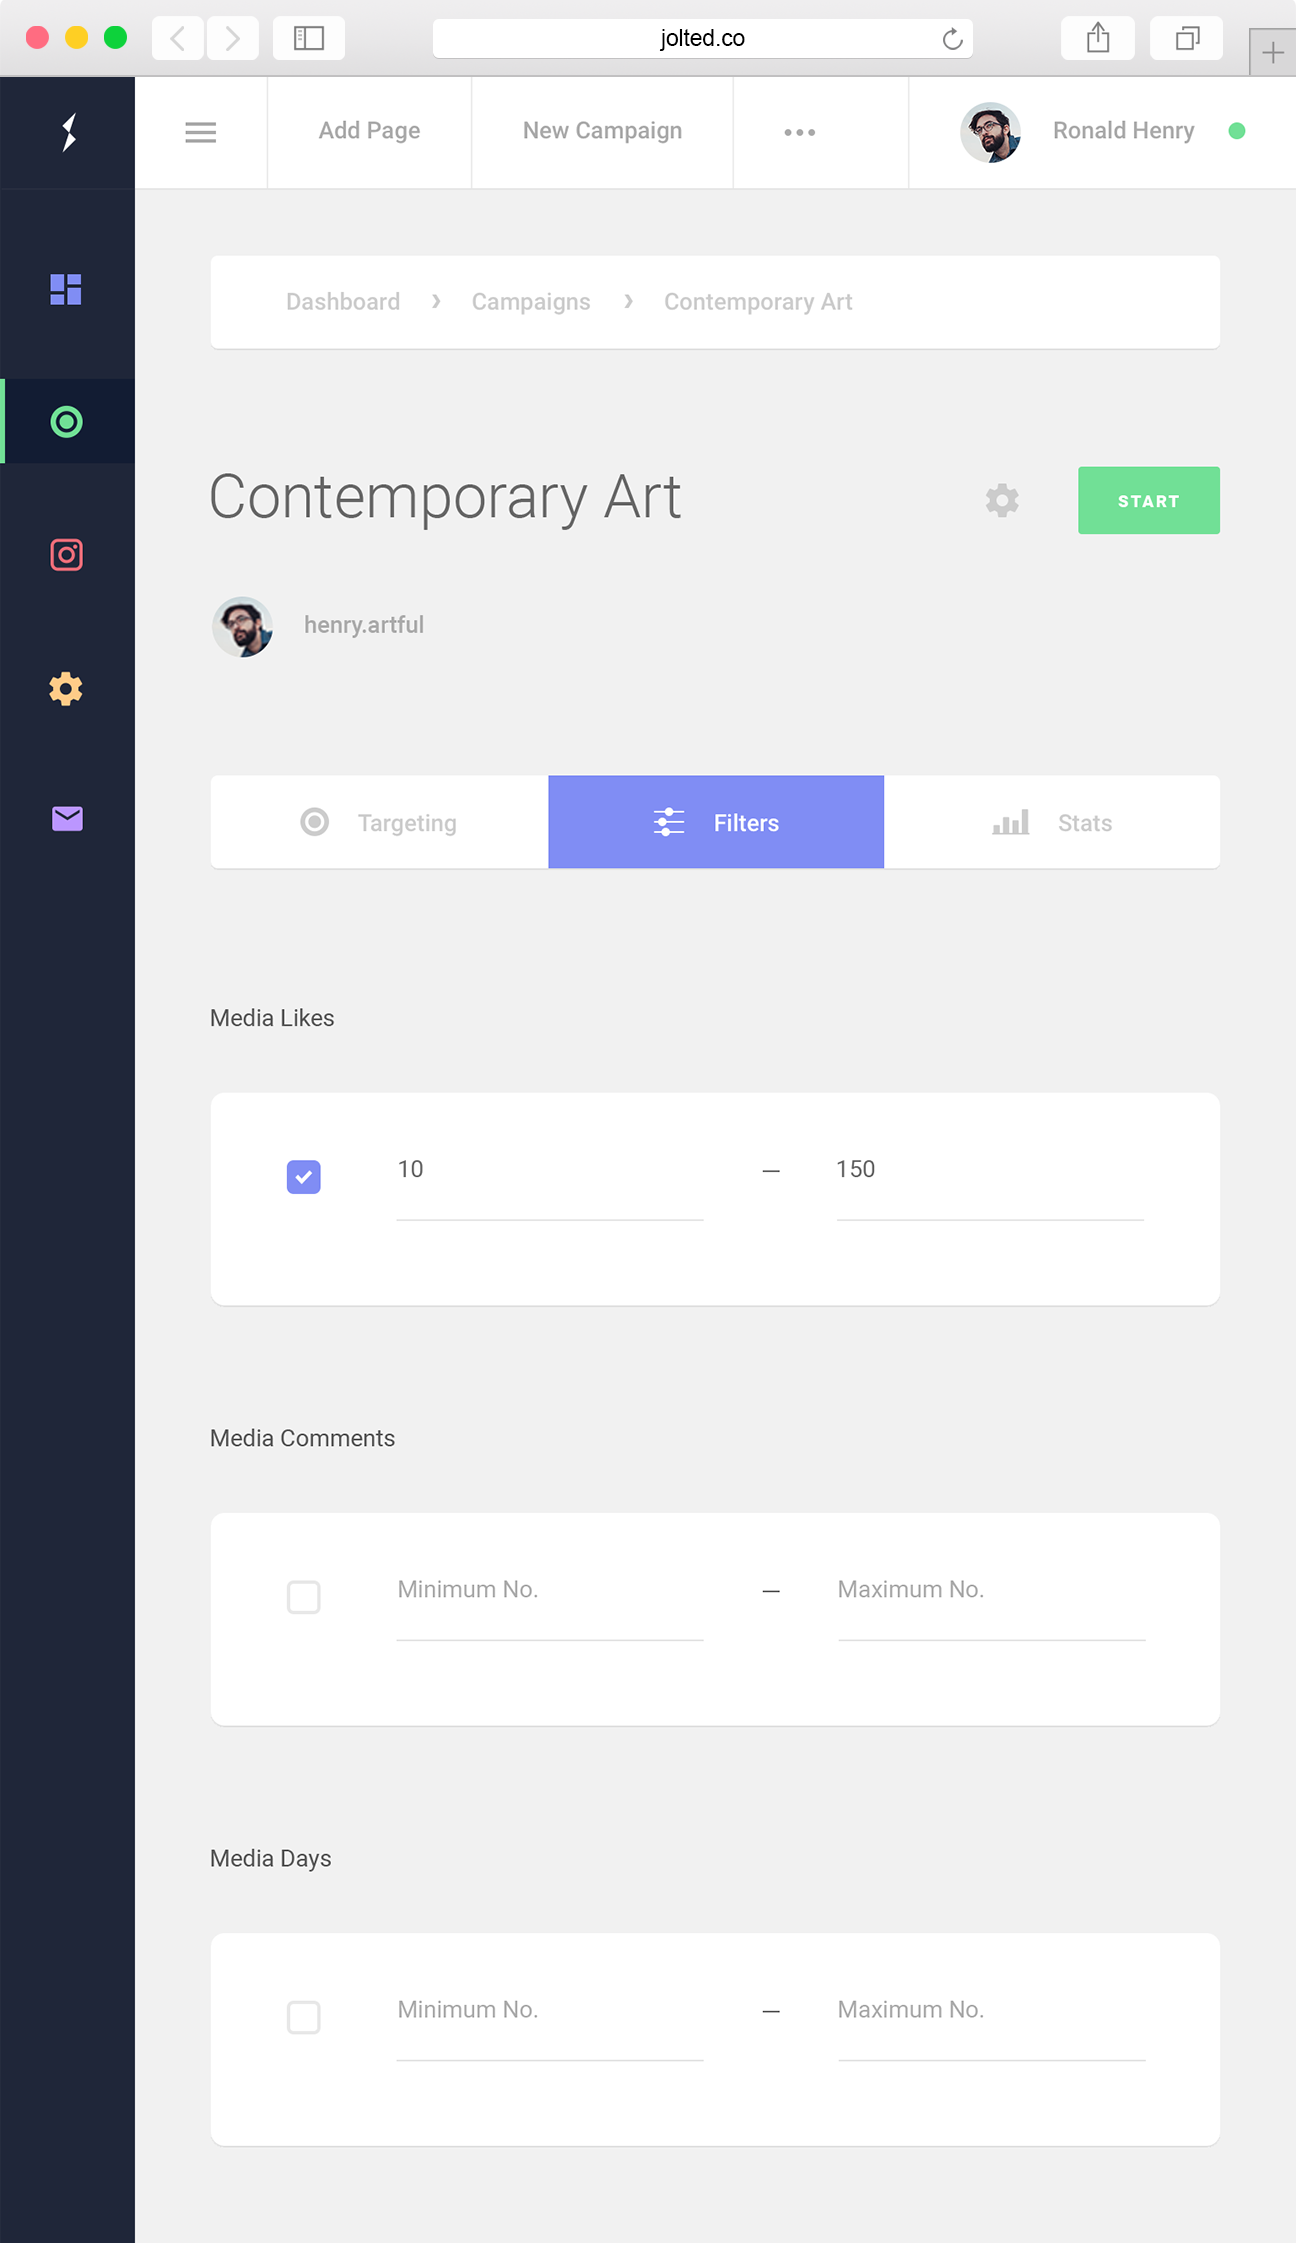 jolted.co
Add Page
New Campaign
Ronald Henry
Dashboard › Campaigns › Contemporary Art
Contemporary Art
START
henry.artful
Targeting
Filters
Stats
Media Likes
10 – 150
Media Comments
Minimum No. – Maximum No.
Media Days
Minimum No. – Maximum No.